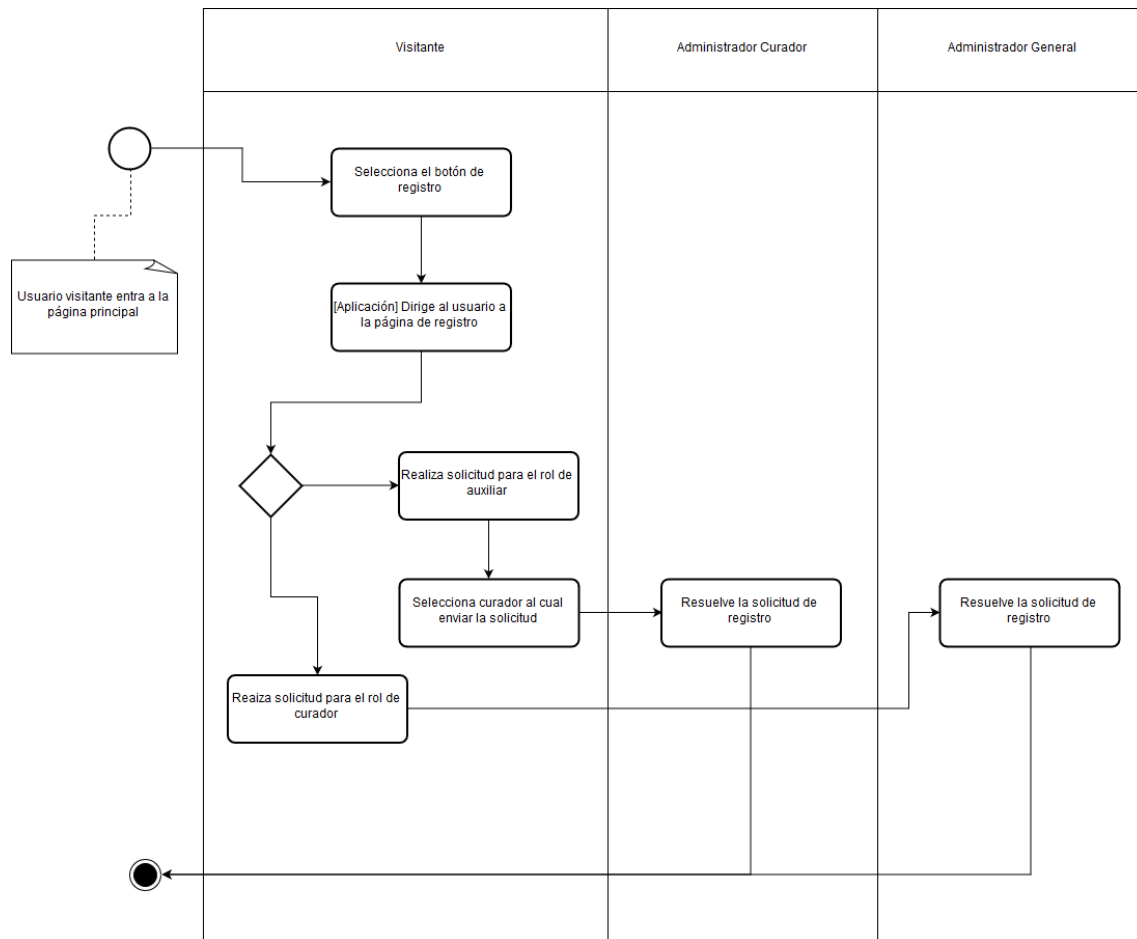 Visitante
Administrador Curador
Administrador General
Selecciona el botón de
registro
Usuario visitante entra a la
página principal
[Aplicación] Dirige al usuario a
la página de registro
Realiza solicitud para el rol de
auxiliar
Selecciona curador al cual
enviar la solicitud
Resuelve la solicitud de
registro
Resuelve la solicitud de
registro
Reaiza solicitud para el rol de
curador